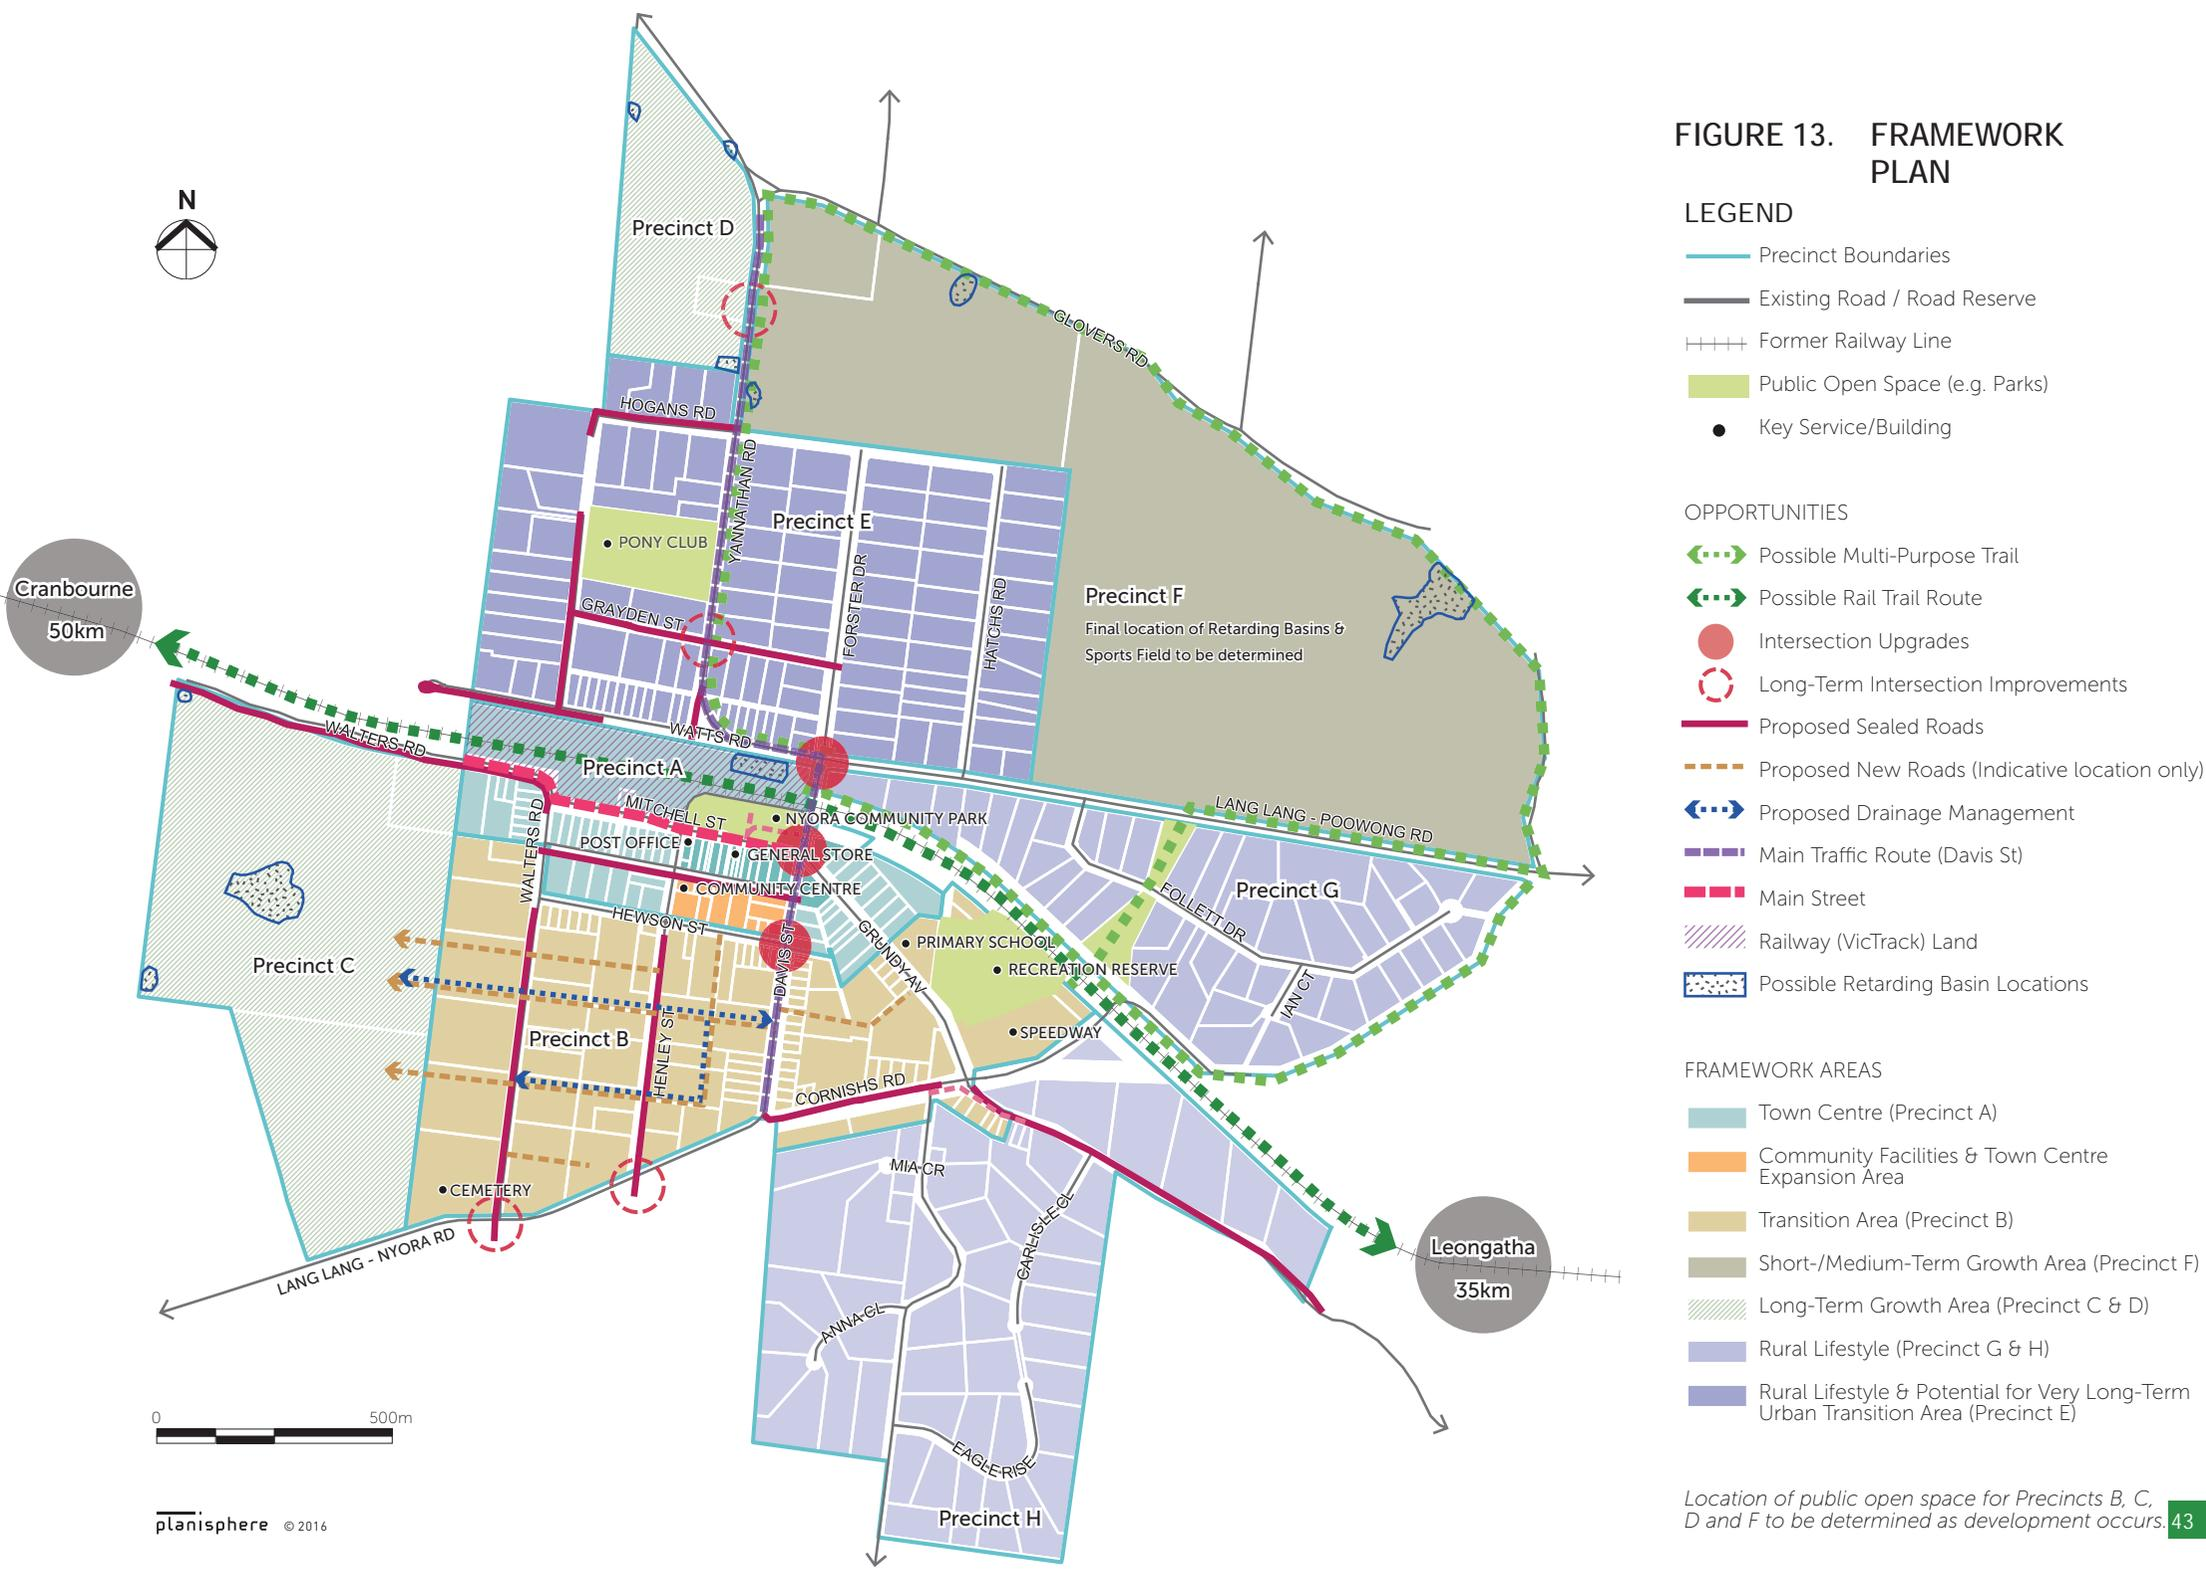 FIGURE 13. FRAMEWORK
PLAN
LEGEND
Precinct Boundaries
Existing Road / Road Reserve
Former Railway Line
Public Open Space (e.g. Parks)
Key Service/Building
OPPORTUNITIES
Possible Multi-Purpose Trail
Possible Rail Trail Route
Intersection Upgrades
Long-Term Intersection Improvements
Proposed Sealed Roads
Proposed New Roads (Indicative location only)
Proposed Drainage Management
Main Traffic Route (Davis St)
Main Street
Railway (VicTrack) Land
Possible Retarding Basin Locations
FRAMEWORK AREAS
Town Centre (Precinct A)
Community Facilities & Town Centre
Expansion Area
Transition Area (Precinct B)
Short-/Medium-Term Growth Area (Precinct F)
Long-Term Growth Area (Precinct C & D)
Rural Lifestyle (Precinct G & H)
Rural Lifestyle & Potential for Very Long-Term
Urban Transition Area (Precinct E)
Location of public open space for Precincts B, C,
D and F to be determined as development occurs.
43
N
Precinct D
GLOVERS RD
HOGANS RD
YANNATHAN RD
Precinct E
PONY CLUB
FORSTER DR
HATCHS RD
GRAYDEN ST
Precinct F
Final location of Retarding Basins &
Sports Field to be determined
Cranbourne
50km
WALTERS RD
WATTS RD
Precinct A
MITCHELL ST
NYORA COMMUNITY PARK
LANG LANG - POOWONG RD
POST OFFICE
GENERAL STORE
WALTERS RD
COMMUNITY CENTRE
HEWSON ST
DAVIS ST
GRUNDY AV
PRIMARY SCHOOL
RECREATION RESERVE
FOLLETT DR
Precinct G
IAN CT
Precinct C
Precinct B
HENLEY ST
SPEEDWAY
CORNISHS RD
CEMETERY
LANG LANG - NYORA RD
MIA CR
CARLISLE CL
ANNA CL
EAGLE RISE
Precinct H
Leongatha
35km
0 500m
planisphere © 2016